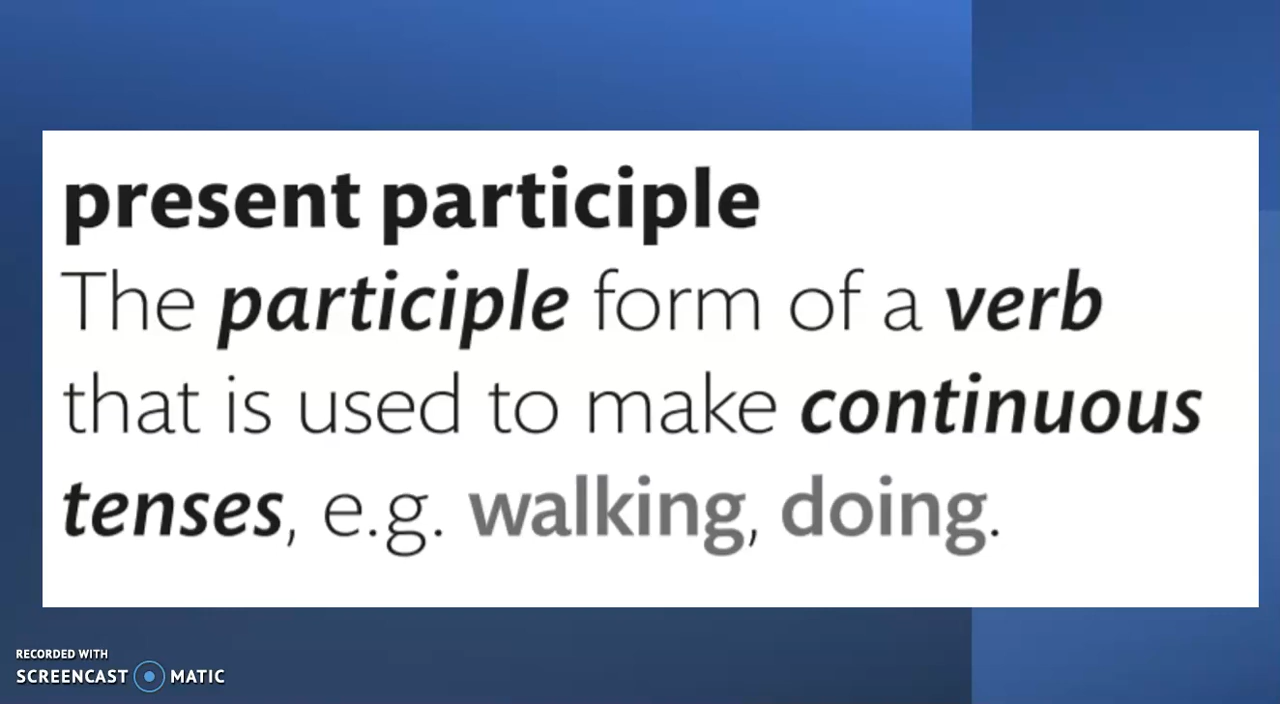 present participle
The participle form of a verb
that is used to make continuous
tenses, e.g. walking, doing.
RECORDED WITH
SCREENCAST MATIC